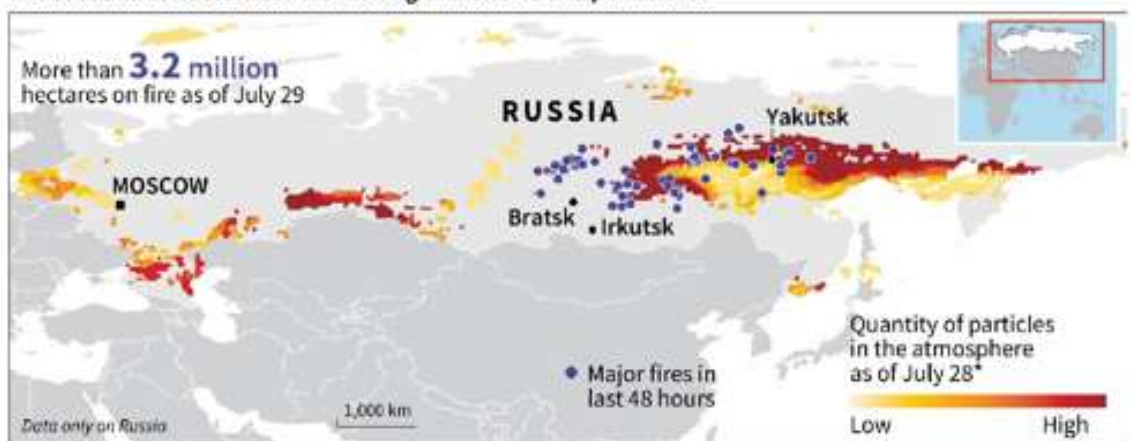 More than 3.2 million
hectares on fire as of July 29
RUSSIA
Yakutsk
MOSCOW
Bratsk
Irkutsk
Quantity of particles
in the atmosphere
as of July 28*
Major fires in
last 48 hours
1,000 km
Low High
Data only on Russia